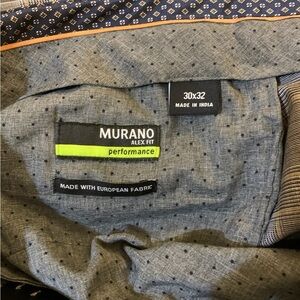 30x32
MADE IN INDIA
MURANO
ALEX FIT
performance
MADE WITH EUROPEAN FABRIC